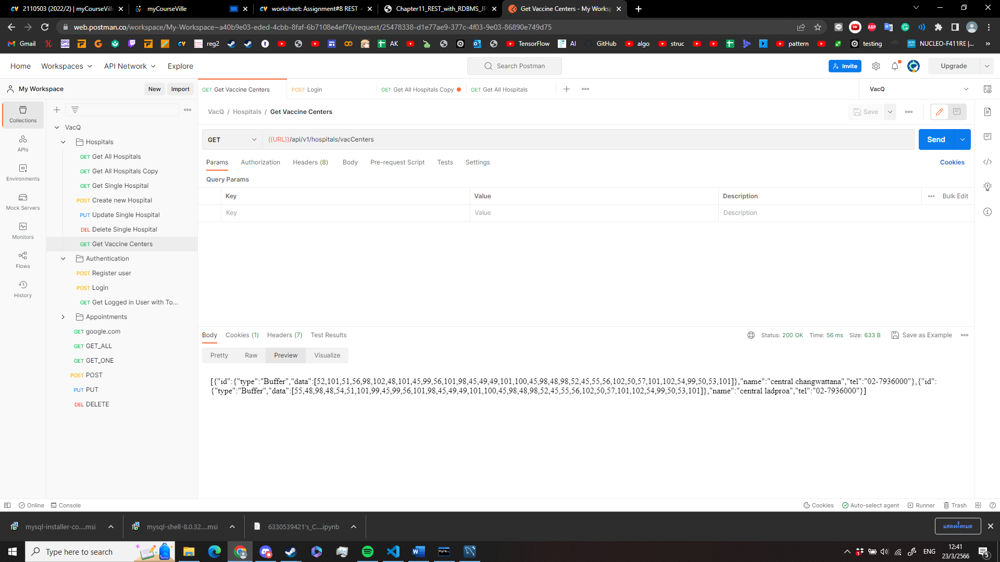 2110503 (2022/2) | myCourseVille
myCourseVille
worksheet: Assignment#8 REST
Chapter11_REST_with_RDBMS_JP
Get Vaccine Centers - My Works
web.postman.co/workspace/My-Workspace~a40b9e03-eded-4cbb-8faf-6b7108e4ef76/request/25478338-d1e77ae9-377c-4f03-9e03-86890e749d75
Gmail
reg2
AK
TensorFlow
AI
GitHub
algo
struc
pattern
testing
NUCLEO-F411RE |...
»
Home
Workspaces
API Network
Explore
Search Postman
Invite
Upgrade
My Workspace
New
Import
GET Get Vaccine Centers
POST Login
GET Get All Hospitals Copy
GET Get All Hospitals
VacQ
Collections
APIs
Environments
Mock Servers
Monitors
Flows
History
VacQ
Hospitals
GET Get All Hospitals
GET Get All Hospitals Copy
GET Get Single Hospital
POST Create new Hospital
PUT Update Single Hospital
DEL Delete Single Hospital
GET Get Vaccine Centers
Authentication
POST Register user
POST Login
GET Get Logged in User with To...
Appointments
GET google.com
GET GET_ALL
GET GET_ONE
POST POST
PUT PUT
DEL DELETE
VacQ / Hospitals / Get Vaccine Centers
Save
GET
{{URL}}/api/v1/hospitals/vacCenters
Send
Params
Authorization
Headers (8)
Body
Pre-request Script
Tests
Settings
Cookies
Query Params
Key
Value
Description
Bulk Edit
Key
Value
Description
Body
Cookies (1)
Headers (7)
Test Results
Status: 200 OK
Time: 56 ms
Size: 633 B
Save as Example
Pretty
Raw
Preview
Visualize
[{"id":{"type":"Buffer","data":[52,101,51,56,98,102,48,101,45,99,56,101,98,45,49,49,101,100,45,98,48,98,52,45,55,56,102,50,57,101,102,54,99,50,53,101]},"name":"central changwattana","tel":"02-7936000"},{"id":
{"type":"Buffer","data":[55,48,98,48,54,51,101,99,45,99,56,101,98,45,49,49,101,100,45,98,48,98,52,45,55,56,102,50,57,101,102,54,99,50,53,101]},"name":"central ladproa","tel":"02-7936000"}]
Online
Console
Cookies
Auto-select agent
Runner
Trash
mysql-installer-co....msi
mysql-shell-8.0.32....msi
6330539421's_C....ipynb
แสดงทั้งหมด
Type here to search
ENG
12:41
23/3/2566
5